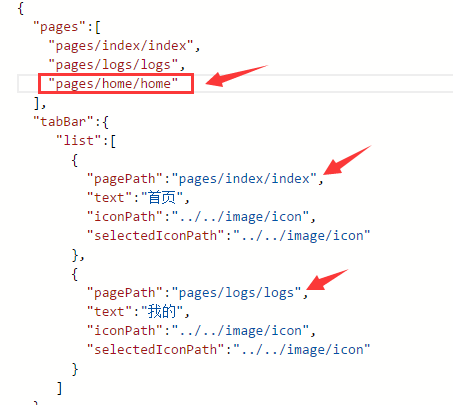 {
"pages":[
"pages/index/index",
"pages/logs/logs",
"pages/home/home"
],
"tabBar":{
"list":[
{
"pagePath":"pages/index/index",
"text":"首页",
"iconPath":"../../image/icon",
"selectedIconPath":"../../image/icon"
},
{
"pagePath":"pages/logs/logs",
"text":"我的",
"iconPath":"../../image/icon",
"selectedIconPath":"../../image/icon"
}
]